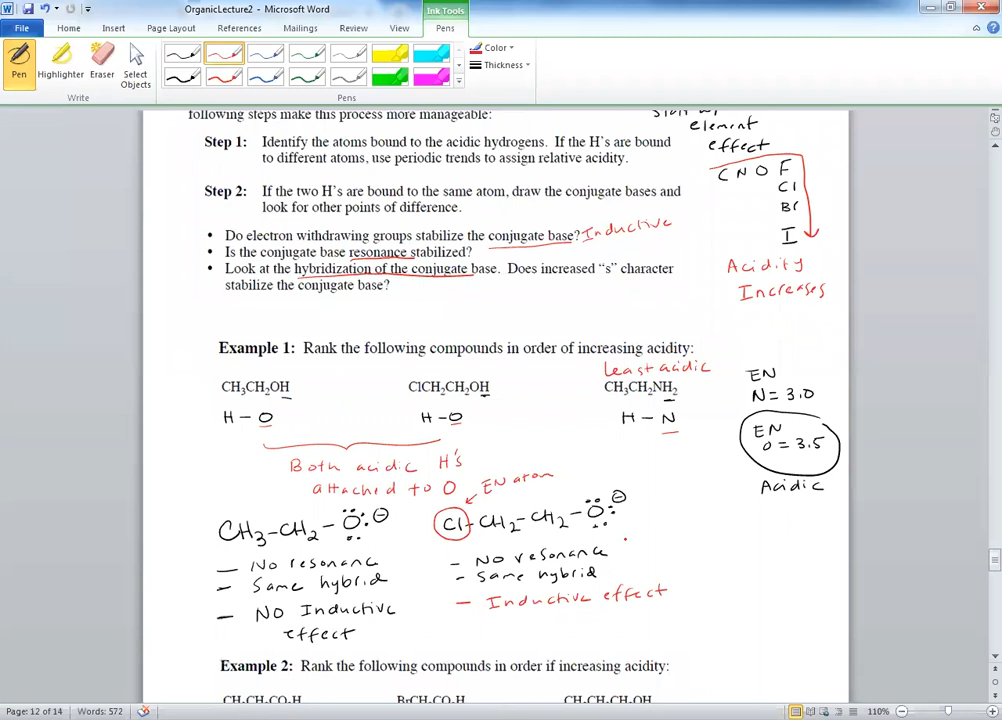 OrganicLecture2 - Microsoft Word
Ink Tools
File Home Insert Page Layout References Mailings Review View Pens
Pen
Highlighter
Eraser
Select
Objects
Color
Thickness
Write
Pens
following steps make this process more manageable:
element
effect
Step 1: Identify the atoms bound to the acidic hydrogens. If the H's are bound
to different atoms, use periodic trends to assign relative acidity.
C N O F
Cl
Br
I
Acidity
Increases
Step 2: If the two H's are bound to the same atom, draw the conjugate bases and
look for other points of difference.
• Do electron withdrawing groups stabilize the conjugate base? Inductive
• Is the conjugate base resonance stabilized?
• Look at the hybridization of the conjugate base. Does increased “s” character
stabilize the conjugate base?
Example 1: Rank the following compounds in order of increasing acidity:
least acidic
CH3CH2OH ClCH2CH2OH CH3CH2NH2
H – O H – O H – N
EN
N = 3.0
EN
O = 3.5
Acidic
Both acidic H's
attached to O
EN atom
CH3–CH2–O⊖ Cl–CH2–CH2–O⊖
– No resonance
– Same hybrid
– NO Inductive
effect
– No resonance
– Same hybrid
– Inductive effect
Example 2: Rank the following compounds in order if increasing acidity:
CH3CH2CO2H BrCH2CO2H CH3CH2CH2OH
Page: 12 of 14 Words: 572 110%